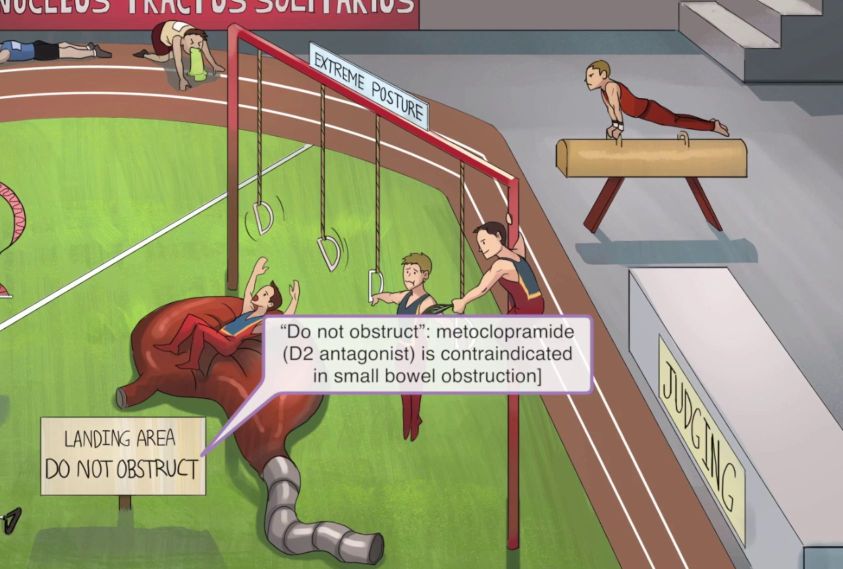 NUCLEUS TRACTUS SOLITARIUS
EXTREME POSTURE
D
D
D
"Do not obstruct": metoclopramide
(D2 antagonist) is contraindicated
in small bowel obstruction]
LANDING AREA
DO NOT OBSTRUCT
JUDGING